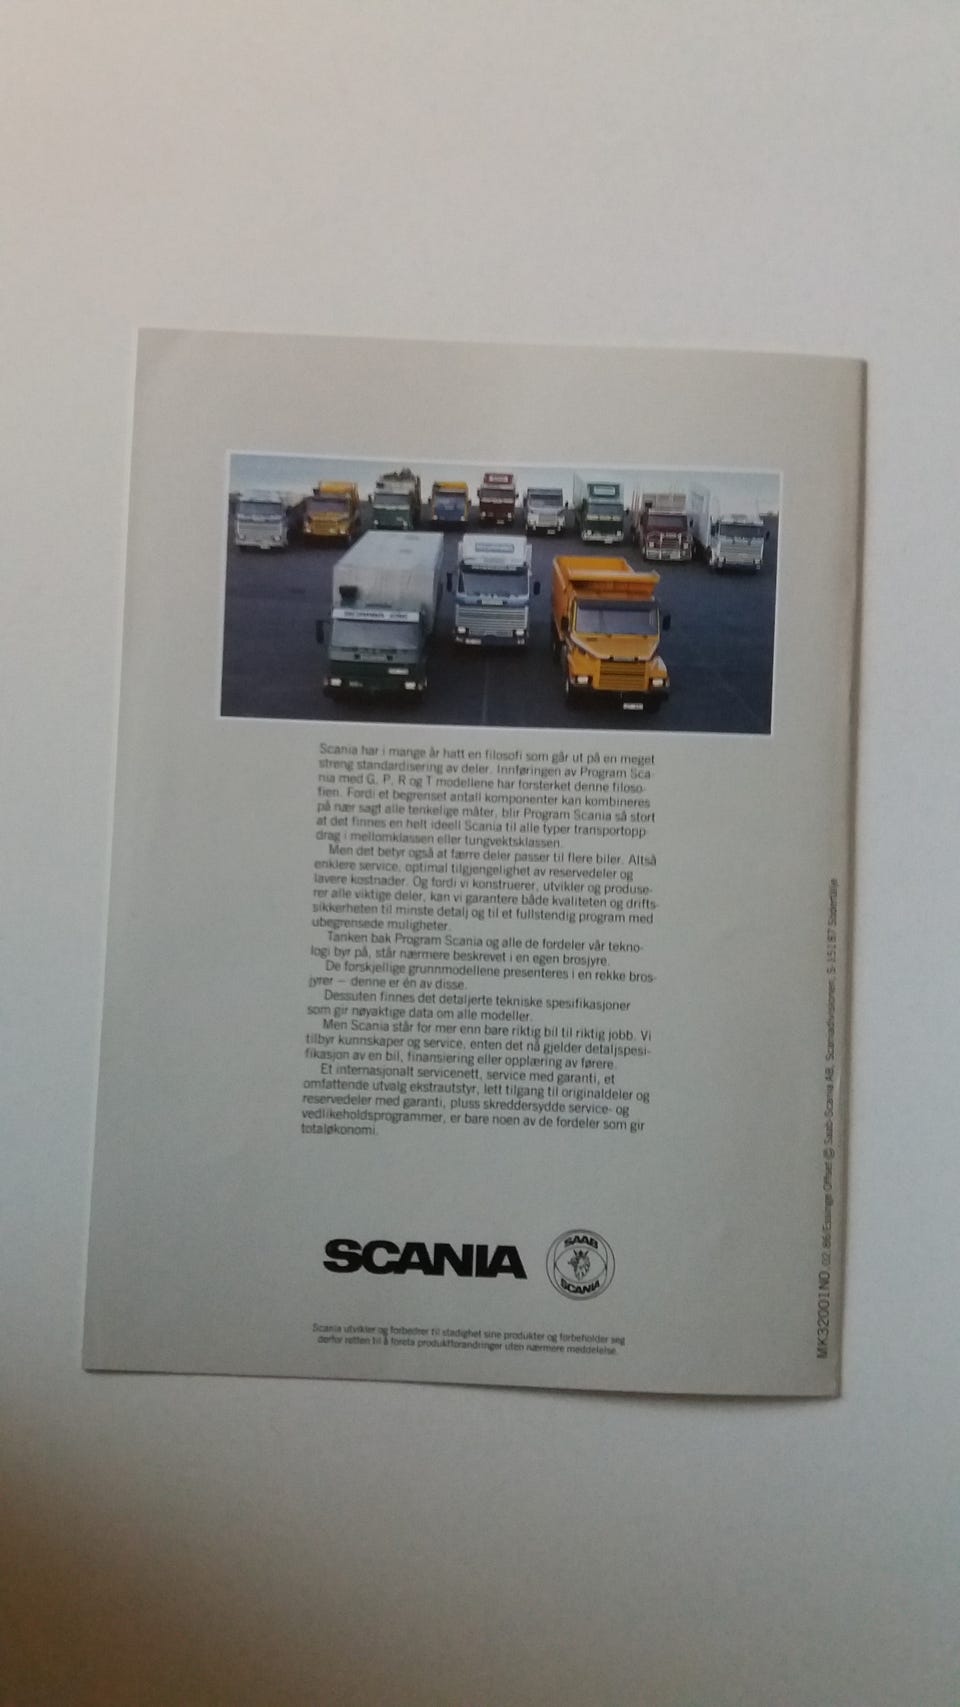 Scania har i mange år hatt en filosofi som går ut på en meget
streng standardisering av deler. Innføringen av Program Sca-
nia med G, P, R og T modellene har forsterket denne filoso-
fien. Fordi et begrenset antall komponenter kan kombineres
på nær sagt alle tenkelige måter, blir Program Scania så stort
at det finnes en helt ideell Scania til alle typer transportopp
drag i mellomklassen eller tungvektsklassen.
Men det betyr også at færre deler passer til flere biler. Altså
enklere service, optimal tilgjengelighet av reservedeler og
lavere kostnader. Og fordi vi konstruerer, utvikler og produse-
rer alle viktige deler, kan vi garantere både kvaliteten og drifts-
sikkerheten til minste detalj og til et fullstendig program med
ubegrensede muligheter.
Tanken bak Program Scania og alle de fordeler vår tekno-
logi byr på, står nærmere beskrevet i en egen brosjyre.
De forskjellige grunnmodellene presenteres i en rekke bros-
jyrer — denne er én av disse.
Dessuten finnes det detaljerte tekniske spesifikasjoner
som gir nøyaktige data om alle modeller.
Men Scania står for mer enn bare riktig bil til riktig jobb. Vi
tilbyr kunnskaper og service, enten det nå gjelder detaljspesi-
fikasjon av en bil, finansiering eller opplæring av førere.
Et internasjonalt servicenett, service med garanti, et
omfattende utvalg ekstrautstyr, lett tilgang til originaldeler og
reservedeler med garanti, pluss skreddersydde service- og
vedlikeholdsprogrammer, er bare noen av de fordeler som gir
totaløkonomi.
SCANIA
SAAB
SCANIA
Scania utvikler og forbedrer til stadighet sine produkter og forbeholder seg
derfor retten til å foreta produktforandringer uten nærmere meddelelse.
MK32001NO, 02.86/Essinge Offset © Saab-Scania AB, Scaniadivisionen, S-15187 Södertälje